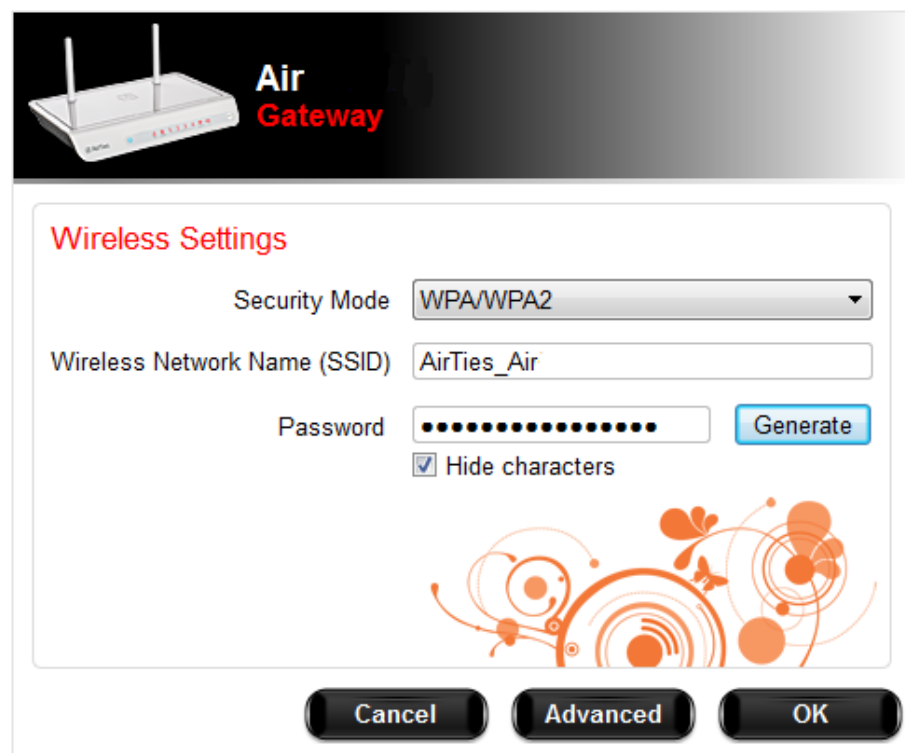 Air
Gateway
AirTies
Wireless Settings
Security Mode WPA/WPA2
Wireless Network Name (SSID) AirTies_Air
Password ●●●●●●●●●●●●●●●● Generate
Hide characters
Cancel Advanced OK